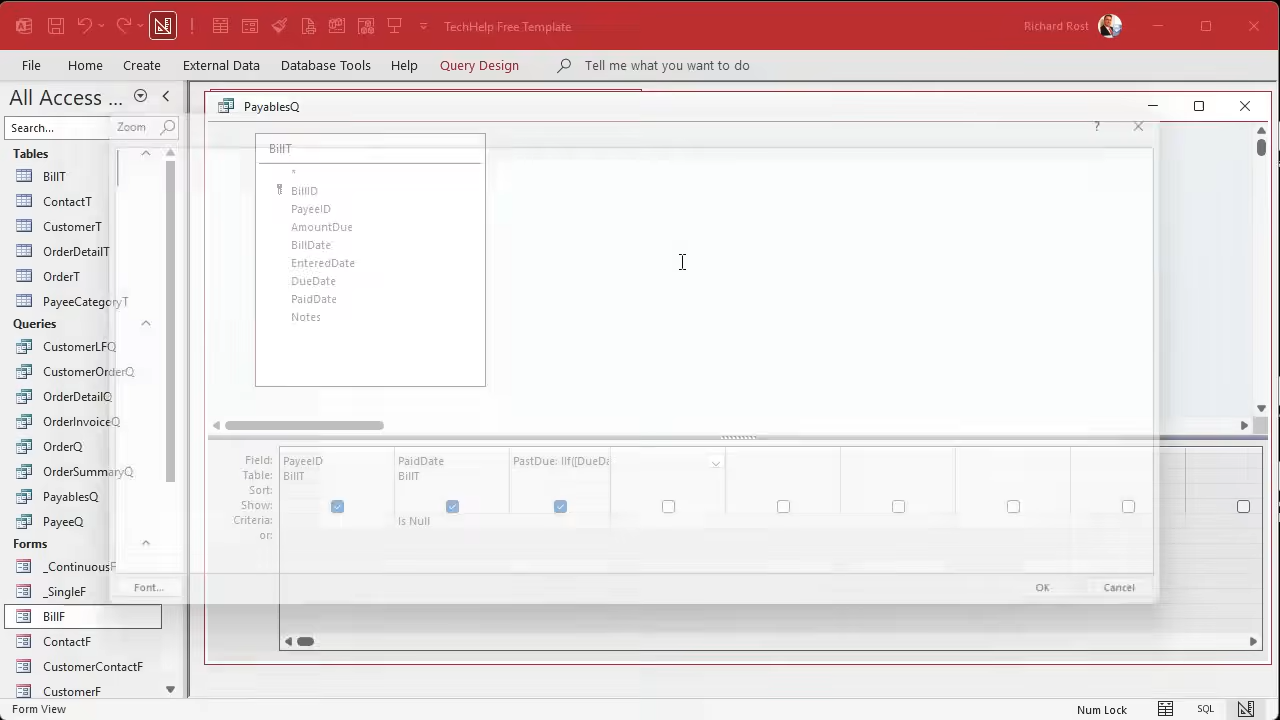 TechHelp Free Template
Richard Rost
File Home Create External Data Database Tools Help Query Design Tell me what you want to do
All Access ...
PayablesQ
Search...
Zoom
?
Tables
BillT
ContactT
CustomerT
OrderDetailT
OrderT
PayeeCategoryT
Queries
CustomerLFQ
CustomerOrderQ
OrderDetailQ
OrderInvoiceQ
OrderQ
OrderSummaryQ
PayablesQ
PayeeQ
Forms
_ContinuousF
_SingleF
BillF
ContactF
CustomerContactF
CustomerF
BillT
*
BillID
PayeeID
AmountDue
BillDate
EnteredDate
DueDate
PaidDate
Notes
Field: PayeeID PaidDate PastDue: IIf([DueDa
Table: BillT BillT
Sort:
Show:
Criteria: Is Null
or:
Font... OK Cancel
Form View Num Lock SQL